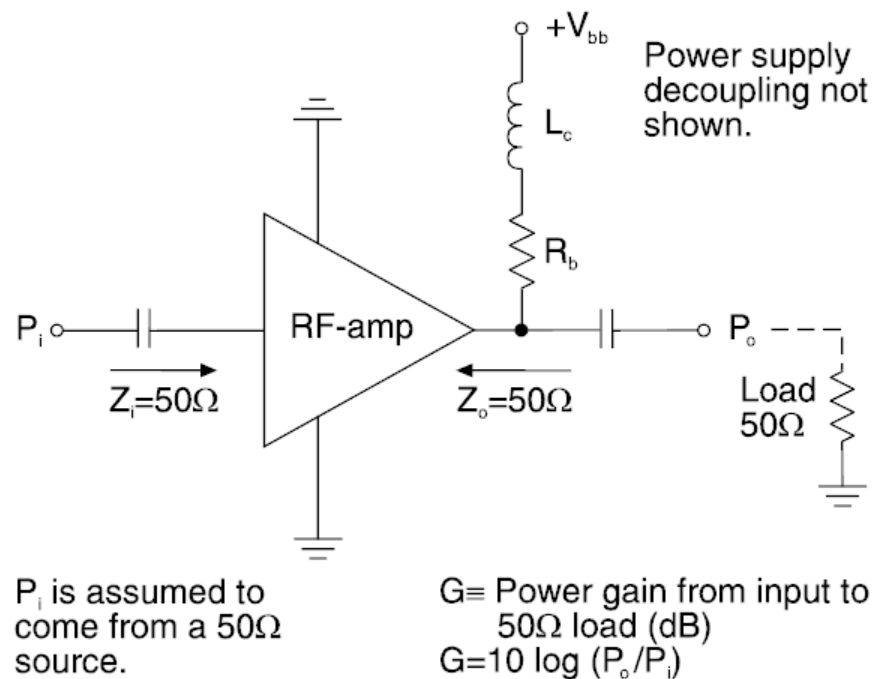 +V_bb
Power supply
decoupling not
shown.
L_c
R_b
P_i
RF-amp
P_o
Z_i=50Ω
Z_o=50Ω
Load
50Ω
P_i is assumed to
come from a 50Ω
source.
G≡ Power gain from input to
50Ω load (dB)
G=10 log (P_o/P_i)